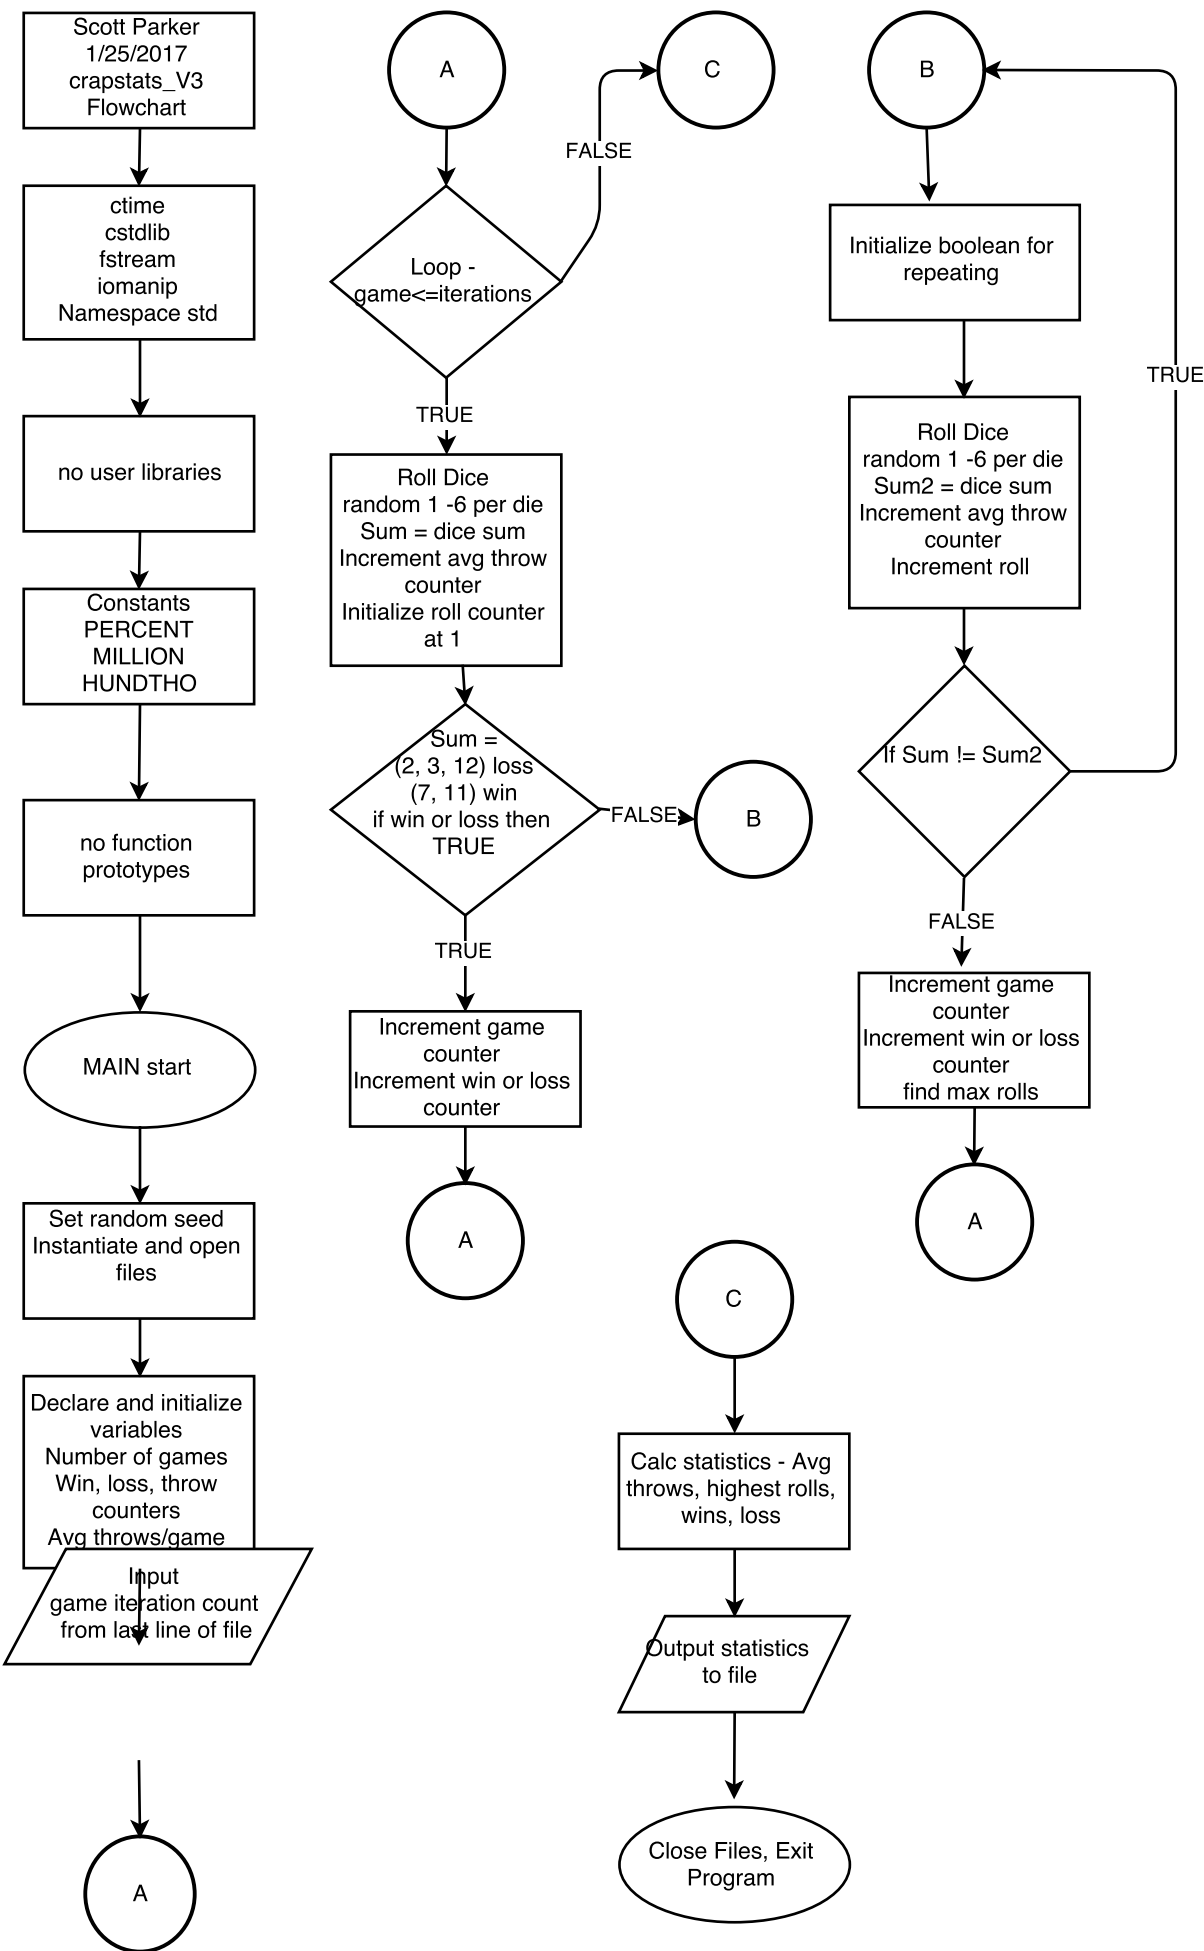 Scott Parker
1/25/2017
crapstats_V3
Flowchart
ctime
cstdlib
fstream
iomanip
Namespace std
no user libraries
Constants
PERCENT
MILLION
HUNDTHO
no function
prototypes
MAIN start
Set random seed
Instantiate and open
files
Declare and initialize
variables
Number of games
Win, loss, throw
counters
Avg throws/game
Input
game iteration count
from last line of file
A
A
Loop -
game<=iterations
FALSE
C
TRUE
Roll Dice
random 1 -6 per die
Sum = dice sum
Increment avg throw
counter
Initialize roll counter
at 1
Sum =
(2, 3, 12) loss
(7, 11) win
if win or loss then
TRUE
FALSE
B
TRUE
Increment game
counter
Increment win or loss
counter
A
B
Initialize boolean for
repeating
TRUE
Roll Dice
random 1 -6 per die
Sum2 = dice sum
Increment avg throw
counter
Increment roll
If Sum != Sum2
FALSE
Increment game
counter
Increment win or loss
counter
find max rolls
A
C
Calc statistics - Avg
throws, highest rolls,
wins, loss
Output statistics
to file
Close Files, Exit
Program